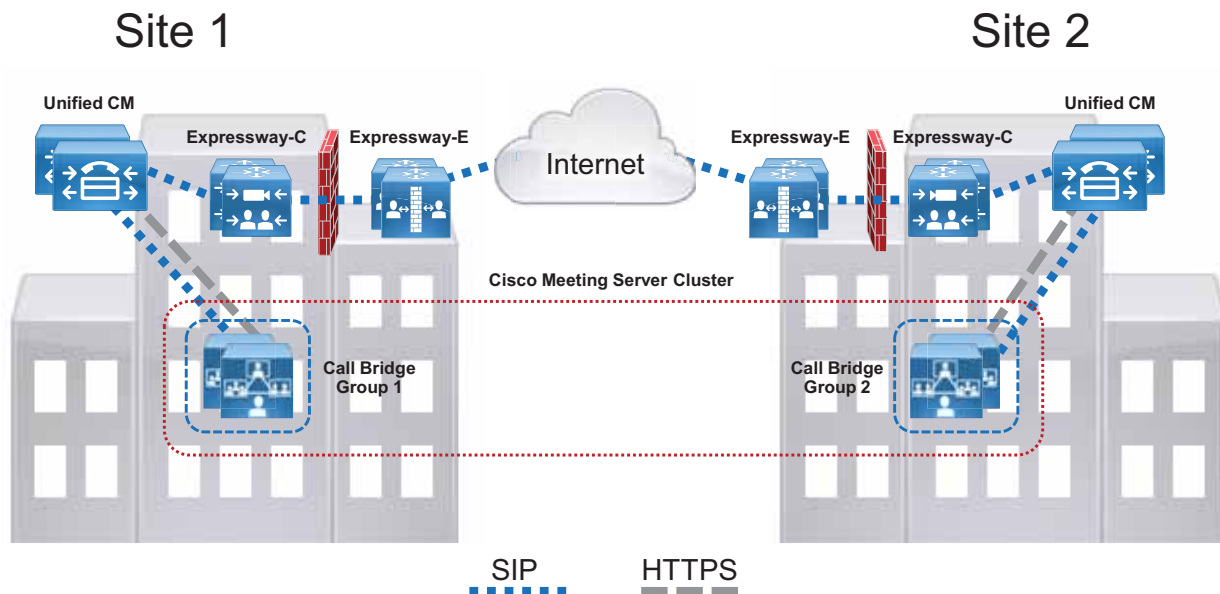 Site 1
Site 2
Unified CM
Expressway-C
Expressway-E
Internet
Expressway-E
Expressway-C
Unified CM
Cisco Meeting Server Cluster
Call Bridge
Group 1
Call Bridge
Group 2
SIP
HTTPS